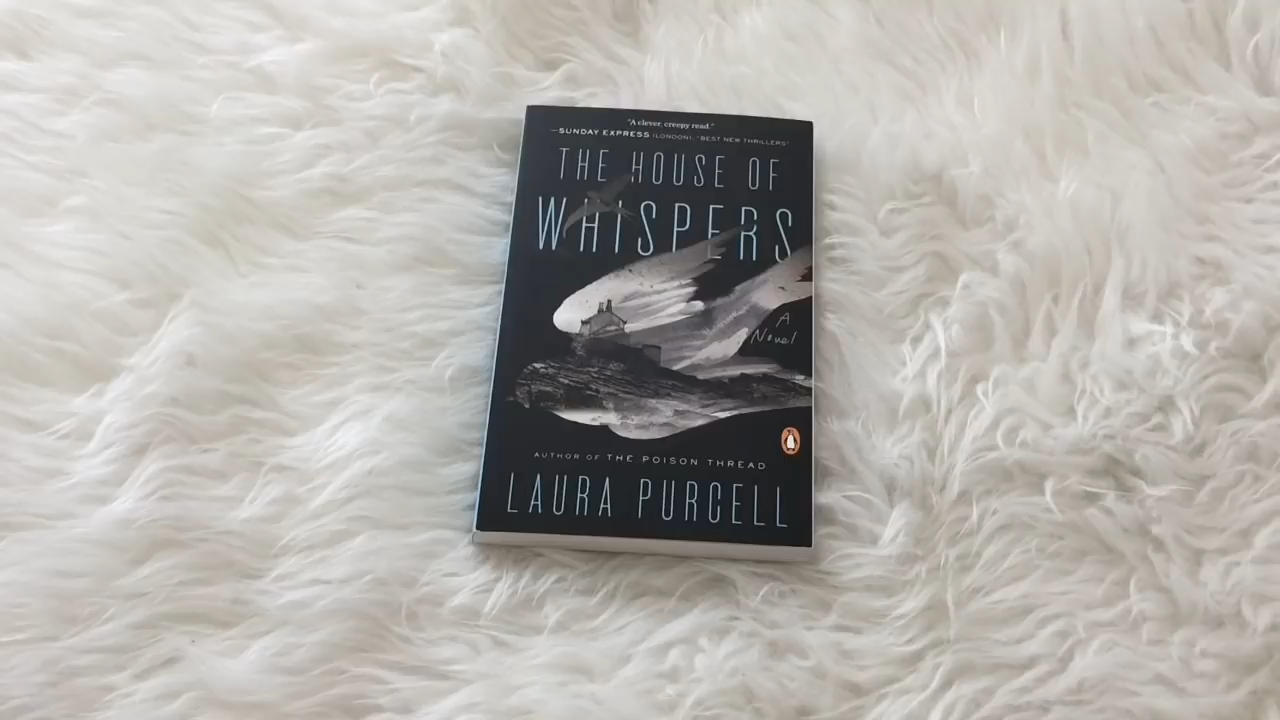 "A clever, creepy read."
—SUNDAY EXPRESS (LONDON), "BEST NEW THRILLERS"
THE HOUSE OF
WHISPERS
A
Novel
AUTHOR OF THE POISON THREAD
LAURA PURCELL